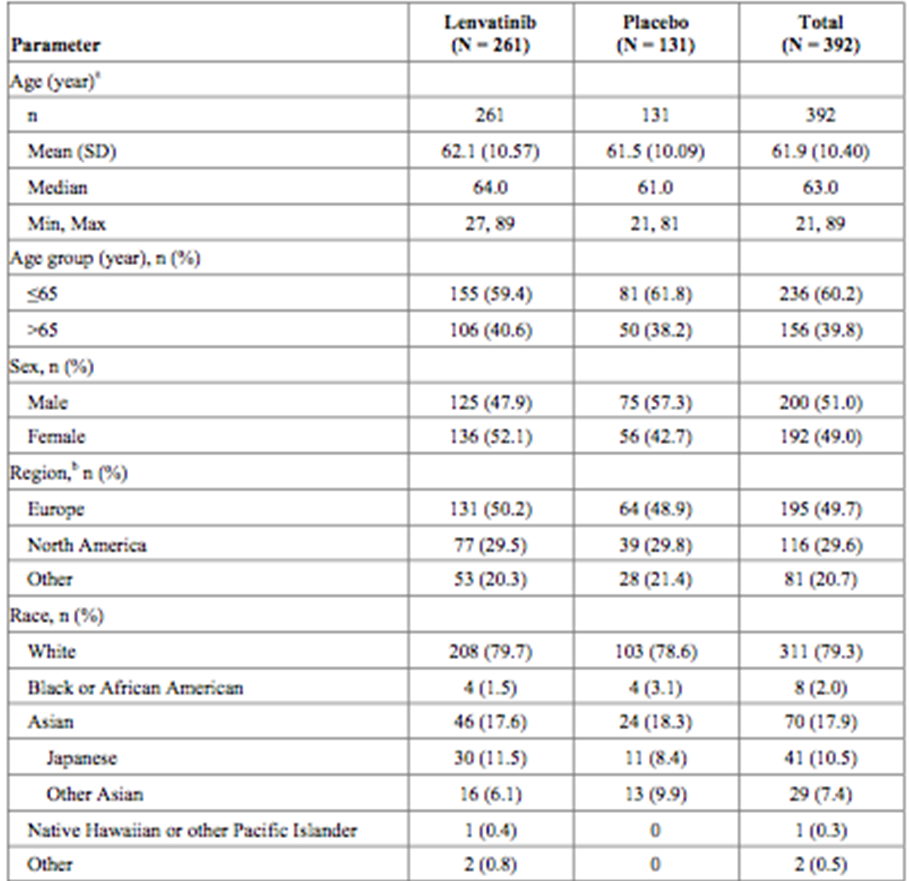 Parameter Lenvatinib (N = 261) Placebo (N = 131) Total (N = 392)
Age (year)ᵃ
n 261 131 392
Mean (SD) 62.1 (10.57) 61.5 (10.09) 61.9 (10.40)
Median 64.0 61.0 63.0
Min, Max 27, 89 21, 81 21, 89
Age group (year), n (%)
≤65 155 (59.4) 81 (61.8) 236 (60.2)
>65 106 (40.6) 50 (38.2) 156 (39.8)
Sex, n (%)
Male 125 (47.9) 75 (57.3) 200 (51.0)
Female 136 (52.1) 56 (42.7) 192 (49.0)
Region,ᵇ n (%)
Europe 131 (50.2) 64 (48.9) 195 (49.7)
North America 77 (29.5) 39 (29.8) 116 (29.6)
Other 53 (20.3) 28 (21.4) 81 (20.7)
Race, n (%)
White 208 (79.7) 103 (78.6) 311 (79.3)
Black or African American 4 (1.5) 4 (3.1) 8 (2.0)
Asian 46 (17.6) 24 (18.3) 70 (17.9)
Japanese 30 (11.5) 11 (8.4) 41 (10.5)
Other Asian 16 (6.1) 13 (9.9) 29 (7.4)
Native Hawaiian or other Pacific Islander 1 (0.4) 0 1 (0.3)
Other 2 (0.8) 0 2 (0.5)